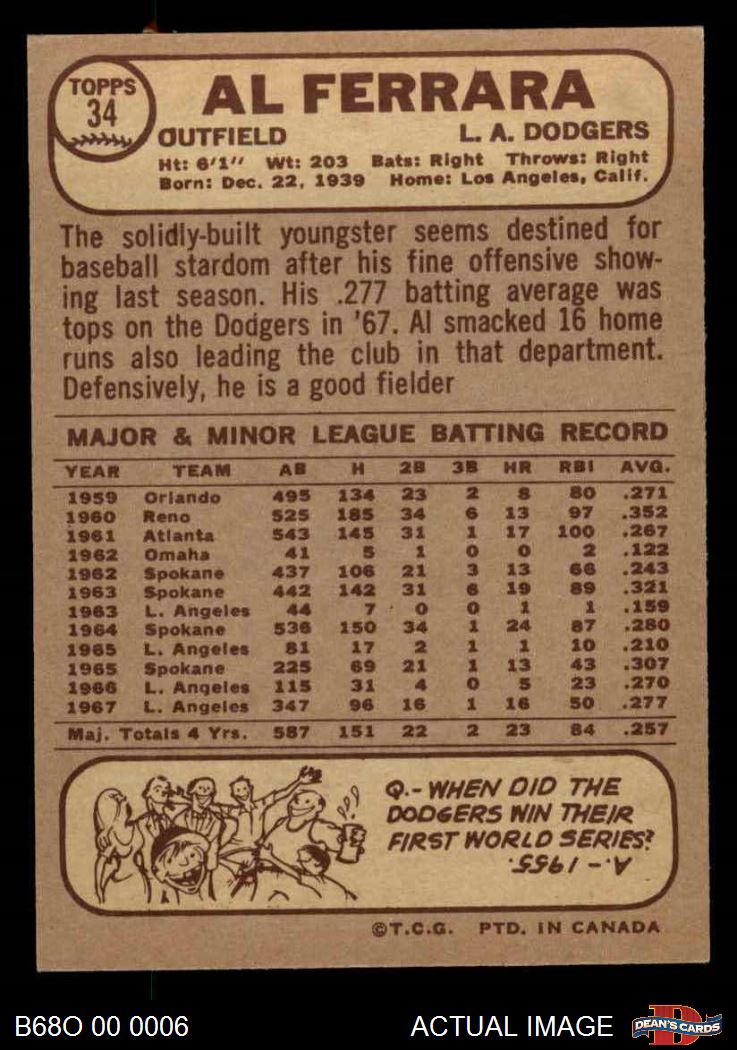 TOPPS
34
AL FERRARA
OUTFIELD L. A. DODGERS
Ht: 6'1" Wt: 203 Bats: Right Throws: Right
Born: Dec. 22, 1939 Home: Los Angeles, Calif.
The solidly-built youngster seems destined for
baseball stardom after his fine offensive show-
ing last season. His .277 batting average was
tops on the Dodgers in '67. Al smacked 16 home
runs also leading the club in that department.
Defensively, he is a good fielder
MAJOR & MINOR LEAGUE BATTING RECORD
YEAR TEAM AB H 2B 3B HR RBI AVG.
1959 Orlando 495 134 23 2 8 80 .271
1960 Reno 525 185 34 6 13 97 .352
1961 Atlanta 543 145 31 1 17 100 .267
1962 Omaha 41 5 1 0 0 2 .122
1962 Spokane 437 106 21 3 13 66 .243
1963 Spokane 442 142 31 6 19 89 .321
1963 L. Angeles 44 7 0 0 1 1 .159
1964 Spokane 536 150 34 1 24 87 .280
1965 L. Angeles 81 17 2 1 1 10 .210
1965 Spokane 225 69 21 1 13 43 .307
1966 L. Angeles 115 31 4 0 5 23 .270
1967 L. Angeles 347 96 16 1 16 50 .277
Maj. Totals 4 Yrs. 587 151 22 2 23 84 .257
Q.- WHEN DID THE
DODGERS WIN THEIR
FIRST WORLD SERIES?
A.- 1955.
©T.C.G. PTD. IN CANADA
B68O 00 0006 ACTUAL IMAGE DEAN'S CARDS